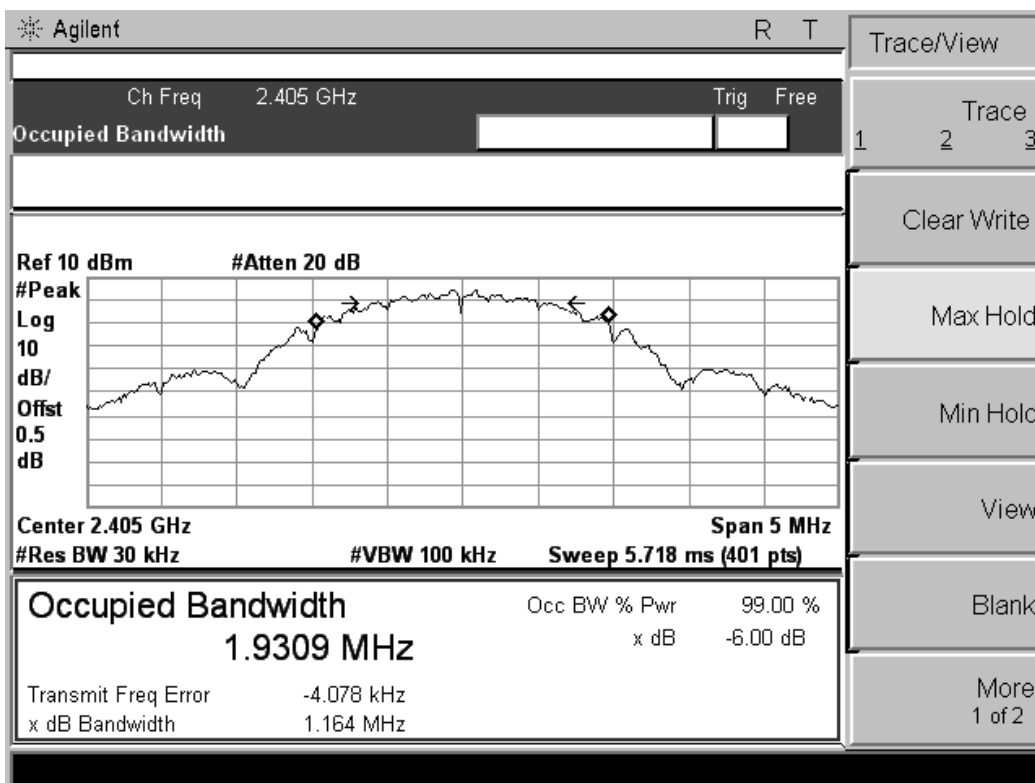 Agilent R T
Ch Freq 2.405 GHz Trig Free
Occupied Bandwidth
Ref 10 dBm #Atten 20 dB
#Peak
Log
10
dB/
Offst
0.5
dB
Center 2.405 GHz Span 5 MHz
#Res BW 30 kHz #VBW 100 kHz Sweep 5.718 ms (401 pts)
Occupied Bandwidth
1.9309 MHz
Occ BW % Pwr 99.00 %
x dB -6.00 dB
Transmit Freq Error -4.078 kHz
x dB Bandwidth 1.164 MHz
Trace/View
Trace
1 2 3
Clear Write
Max Hold
Min Hold
View
Blank
More
1 of 2